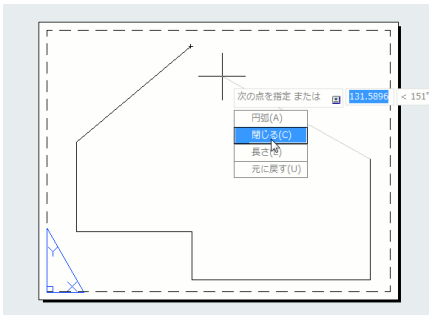 次の点を指定 または 131.5896 < 151°
円弧(A)
閉じる(C)
長さ(L)
元に戻す(U)
Y
X